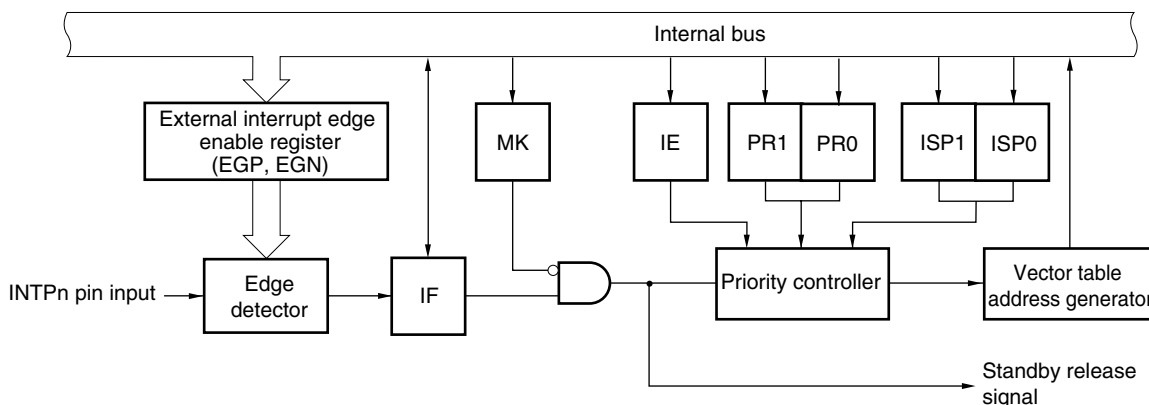 Internal bus
External interrupt edge
enable register
(EGP, EGN)
MK
IE
PR1
PR0
ISP1
ISP0
INTPn pin input
Edge
detector
IF
Priority controller
Vector table
address generator
Standby release
signal